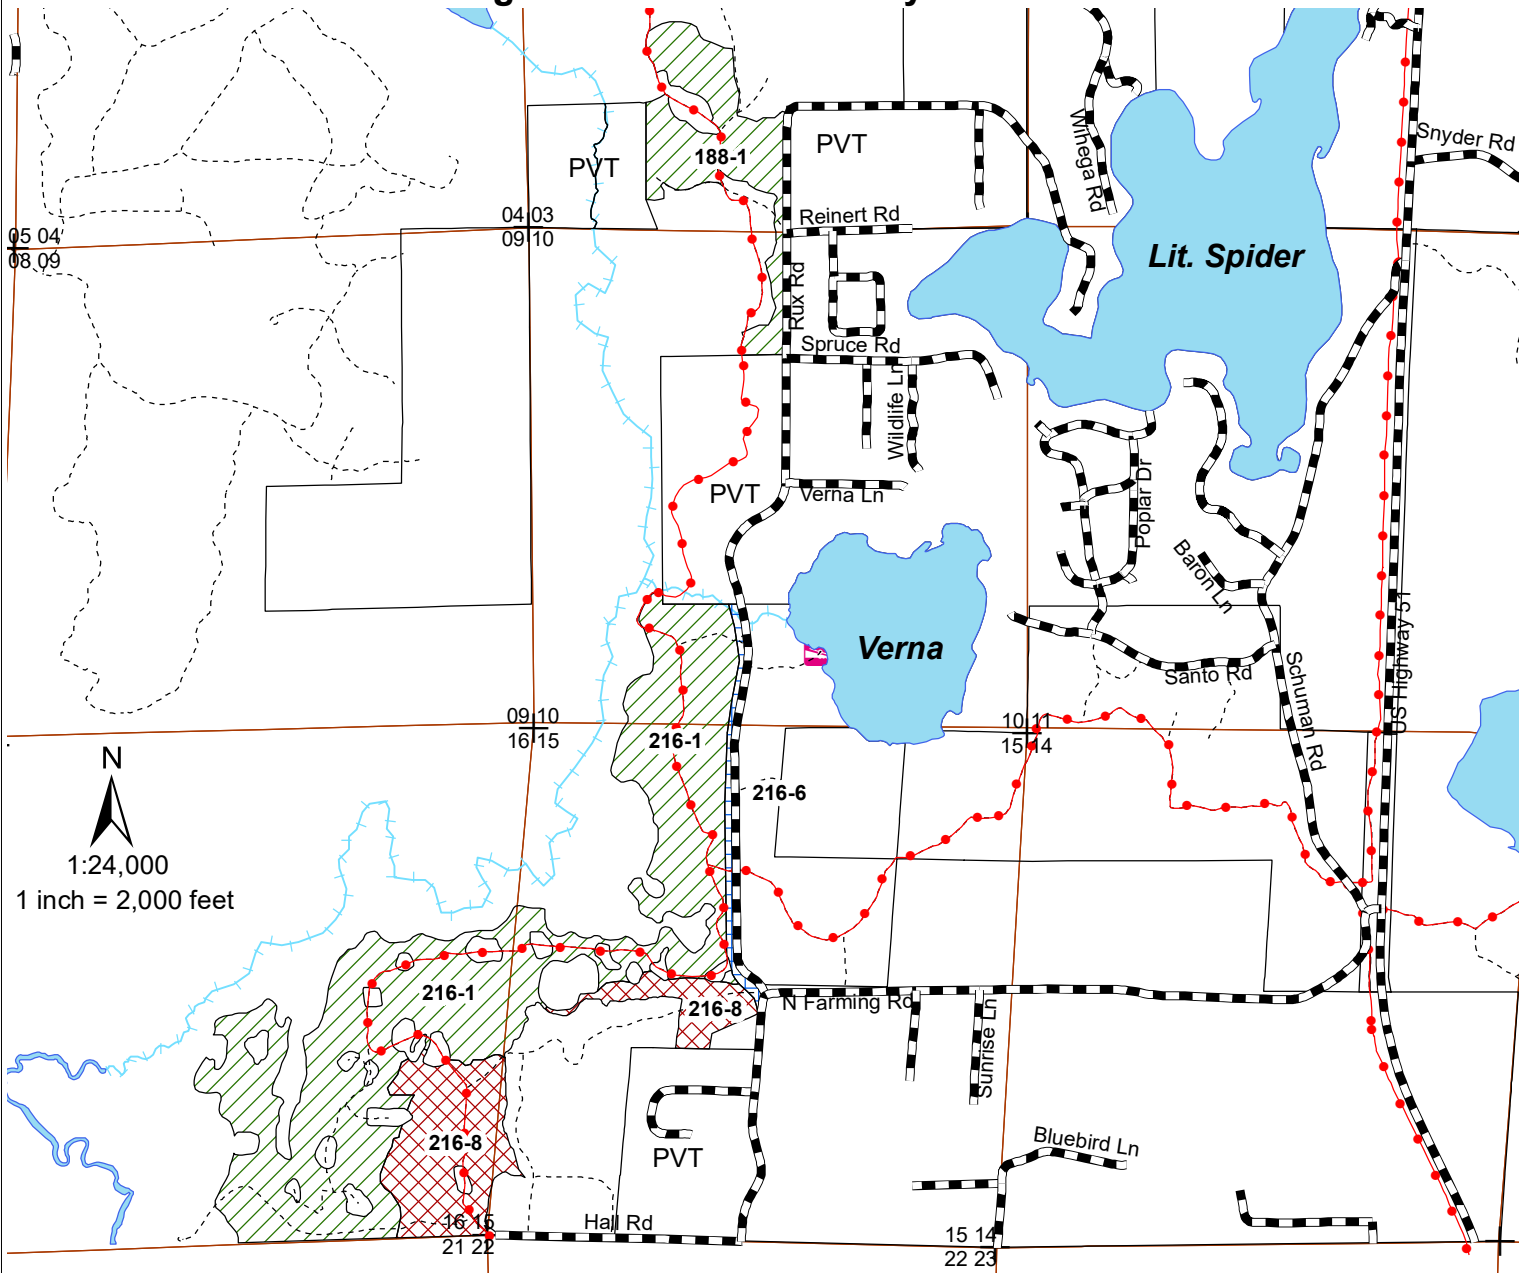 Snyder Rd
Wihega Rd
PVT
188-1
PVT
04 03
09 10
05 04
08 09
Reinert Rd
Lit. Spider
Rux Rd
Spruce Rd
Wildlife Ln
PVT
Verna Ln
Poplar Dr
Baron Ln
US Highway 51
Verna
Santo Rd
Schuman Rd
09 10
16 15
10 11
15 14
216-1
N
216-6
1:24,000
1 inch = 2,000 feet
216-1
216-8
N Farming Rd
Sunrise Ln
216-8
PVT
Bluebird Ln
16 15
21 22
Hall Rd
15 14
22 23